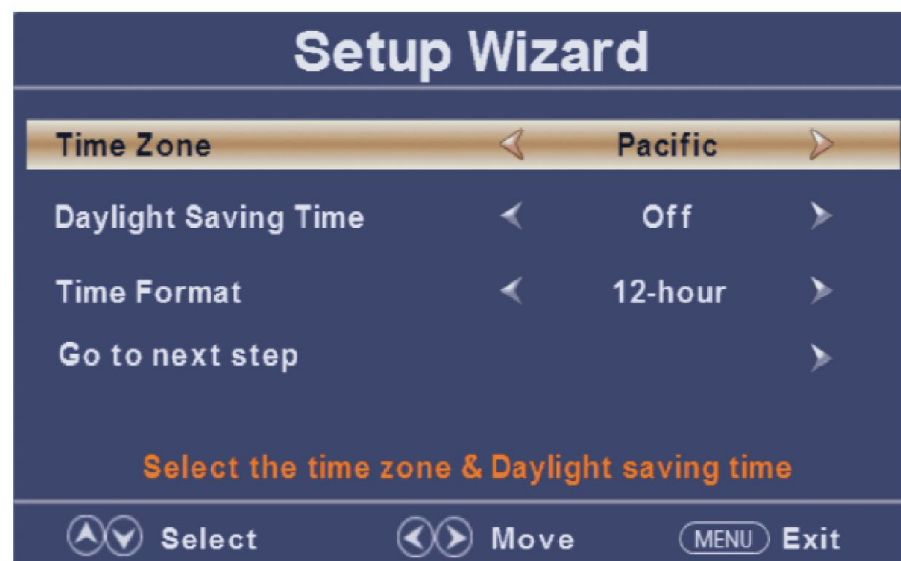 Setup Wizard
Time Zone Pacific
Daylight Saving Time Off
Time Format 12-hour
Go to next step
Select the time zone & Daylight saving time
Select Move MENU Exit